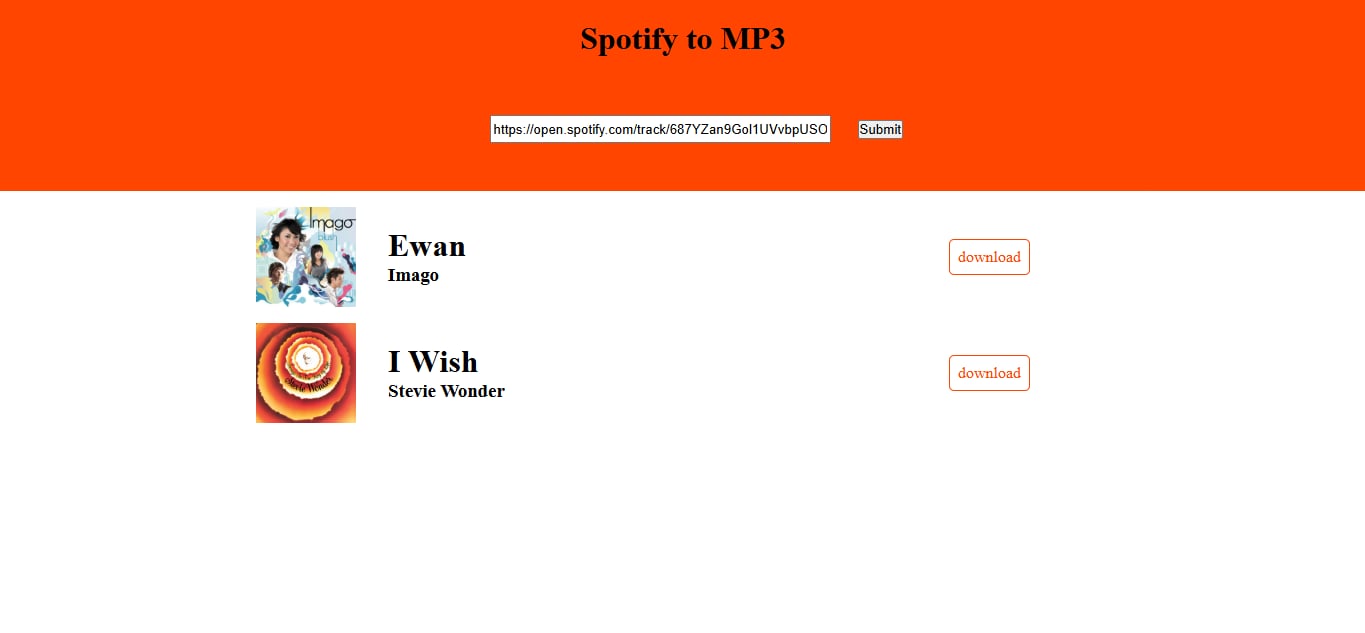 Spotify to MP3
https://open.spotify.com/track/687YZan9Gol1UVvbpUSO
Submit
Imago
blush
Ewan
Imago
download
Stevie Wonder
I Wish
Stevie Wonder
download